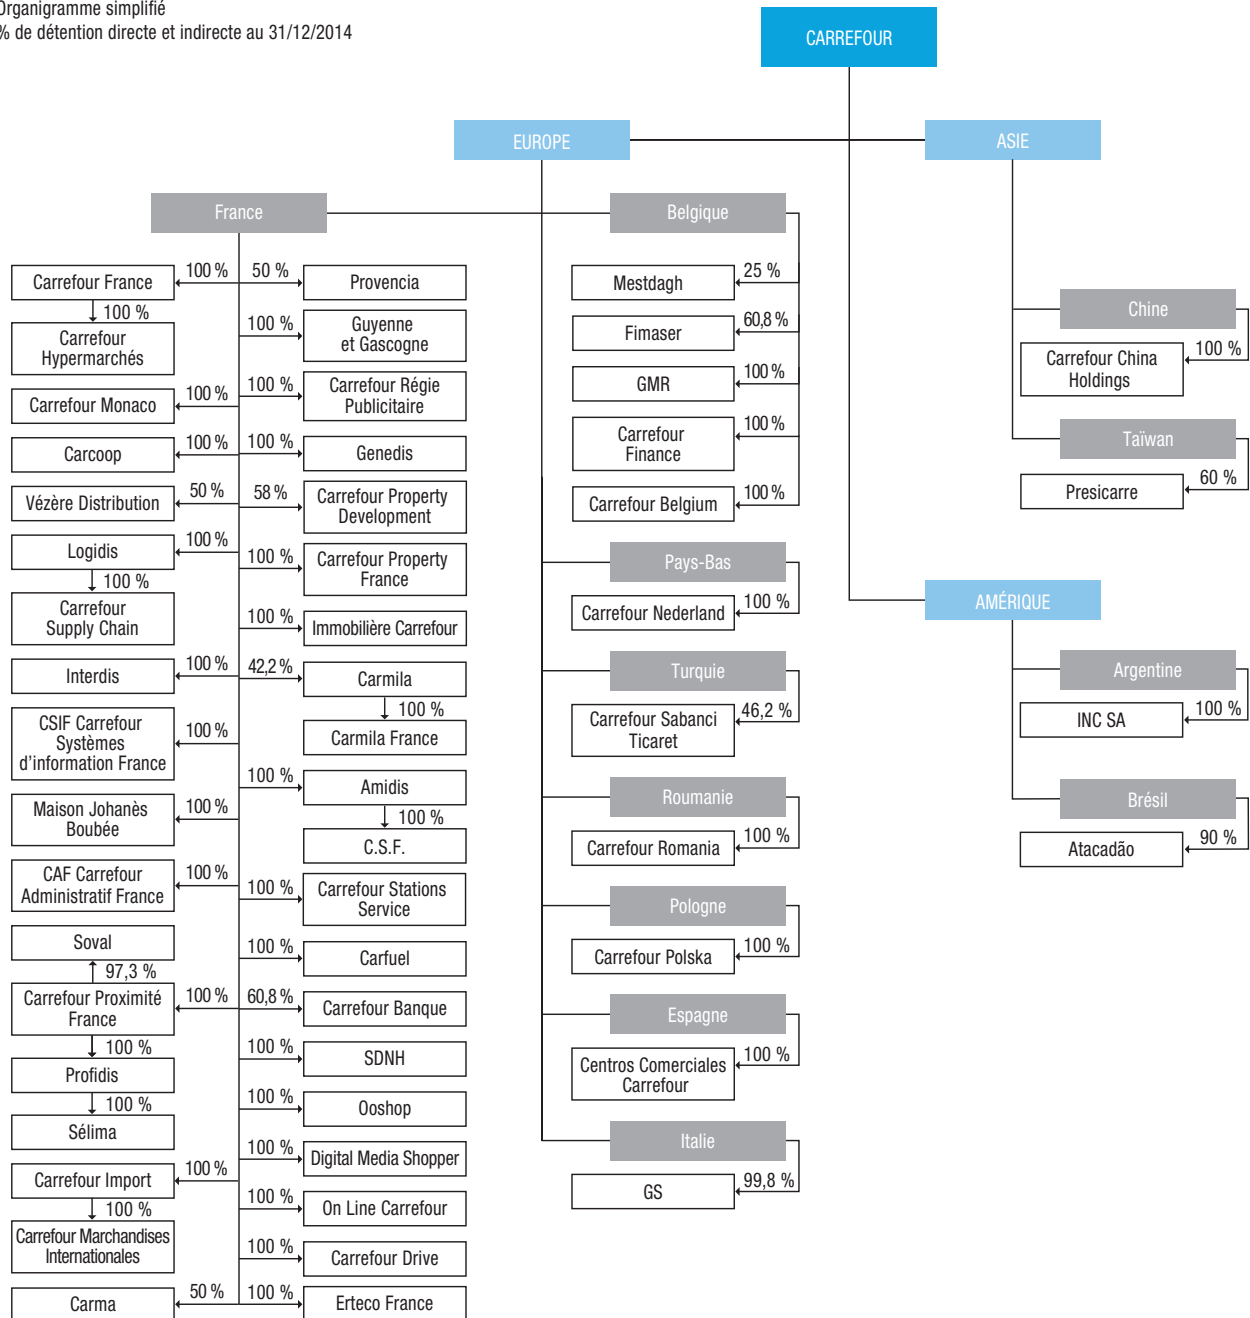 Organigramme simplifié
% de détention directe et indirecte au 31/12/2014
CARREFOUR
EUROPE
ASIE
France
Belgique
Carrefour France
100 %
50 %
Provencia
100 %
Carrefour
Hypermarchés
100 %
Guyenne
et Gascogne
Carrefour Monaco
100 %
100 %
Carrefour Régie
Publicitaire
Carcoop
100 %
100 %
Genedis
Vézère Distribution
50 %
58 %
Carrefour Property
Development
Logidis
100 %
100 %
Carrefour Property
France
100 %
Carrefour
Supply Chain
100 %
Immobilière Carrefour
Interdis
100 %
42,2 %
Carmila
100 %
Carmila France
CSIF Carrefour
Systèmes
d'information France
100 %
100 %
Amidis
100 %
C.S.F.
Maison Johanès
Boubée
100 %
CAF Carrefour
Administratif France
100 %
100 %
Carrefour Stations
Service
Soval
97,3 %
100 %
Carfuel
Carrefour Proximité
France
100 %
60,8 %
Carrefour Banque
100 %
Profidis
100 %
Sélima
100 %
SDNH
100 %
Ooshop
100 %
Digital Media Shopper
Carrefour Import
100 %
100 %
Carrefour Marchandises
Internationales
100 %
On Line Carrefour
100 %
Carrefour Drive
Carma
50 %
100 %
Erteco France
Mestdagh
25 %
Fimaser
60,8 %
GMR
100 %
Carrefour
Finance
100 %
Carrefour Belgium
100 %
Pays-Bas
Carrefour Nederland
100 %
Turquie
Carrefour Sabanci
Ticaret
46,2 %
Roumanie
Carrefour Romania
100 %
Pologne
Carrefour Polska
100 %
Espagne
Centros Comerciales
Carrefour
100 %
Italie
GS
99,8 %
Chine
Carrefour China
Holdings
100 %
Taïwan
Presicarre
60 %
AMÉRIQUE
Argentine
INC SA
100 %
Brésil
Atacadão
90 %